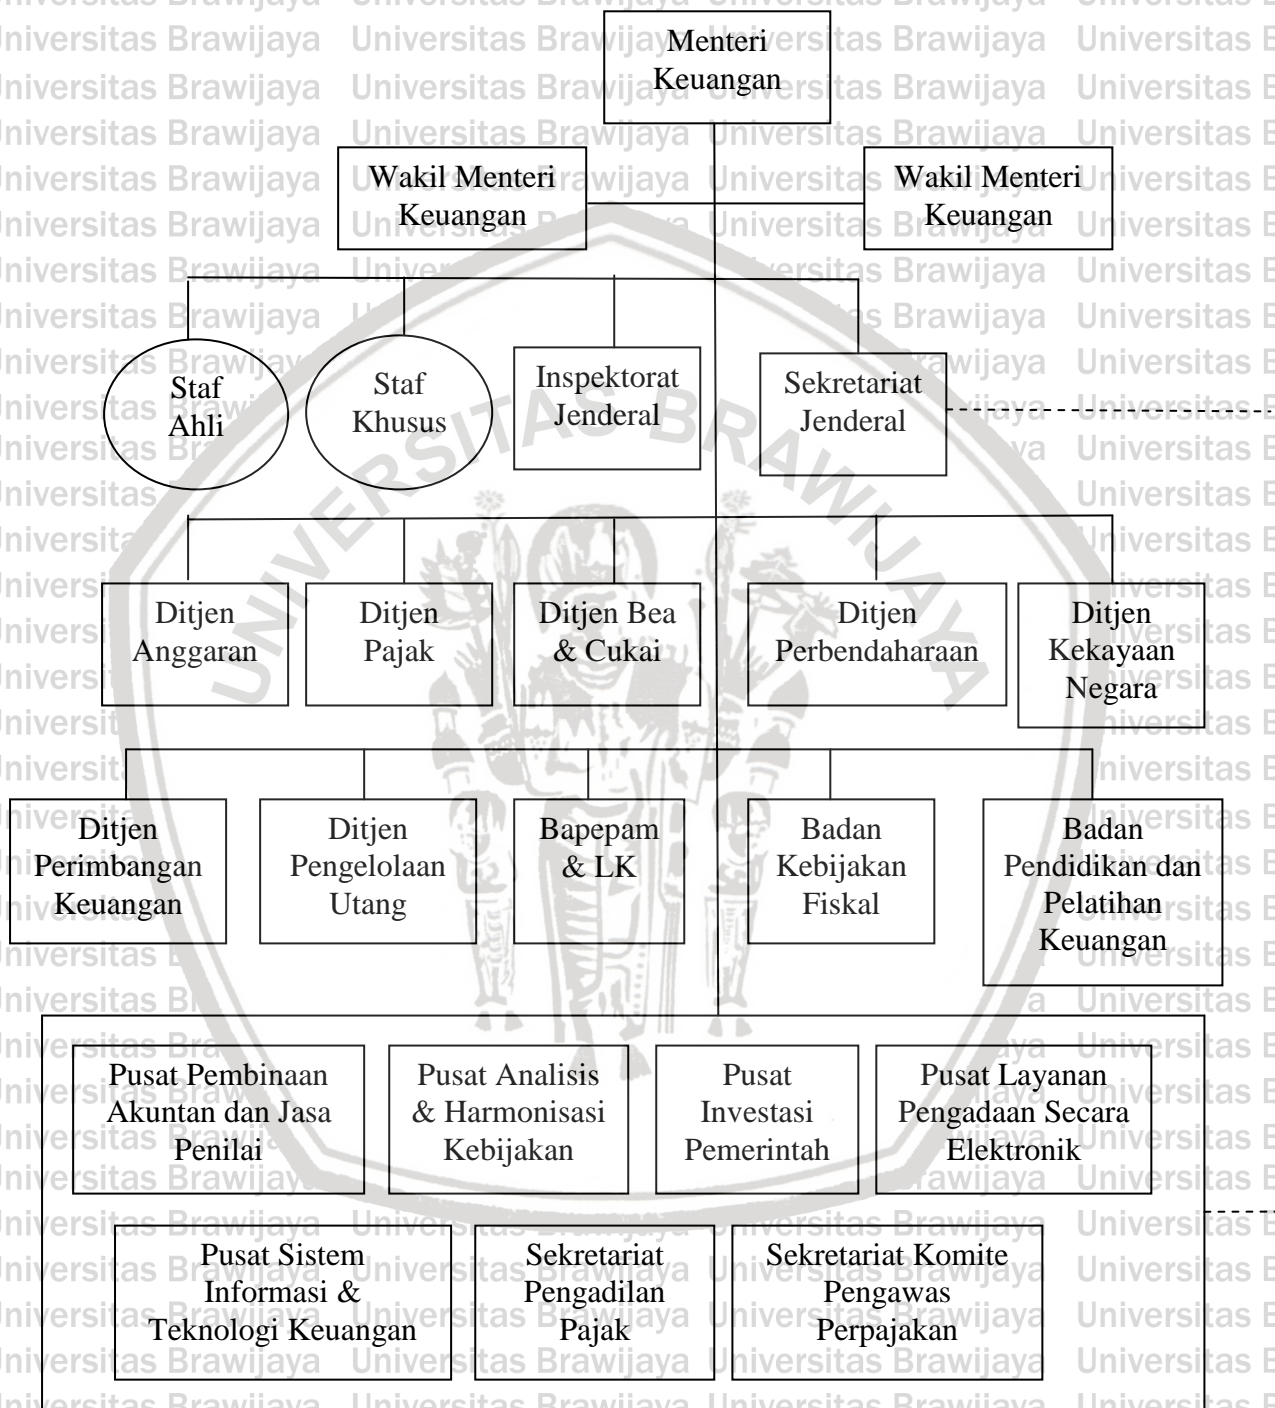 Menteri
Keuangan
Wakil Menteri
Keuangan
Wakil Menteri
Keuangan
Staf
Ahli
Staf
Khusus
Inspektorat
Jenderal
Sekretariat
Jenderal
UNIVERSITAS BRAWIJAYA
Ditjen
Anggaran
Ditjen
Pajak
Ditjen Bea
& Cukai
Ditjen
Perbendaharaan
Ditjen
Kekayaan
Negara
Ditjen
Perimbangan
Keuangan
Ditjen
Pengelolaan
Utang
Bapepam
& LK
Badan
Kebijakan
Fiskal
Badan
Pendidikan dan
Pelatihan
Keuangan
Pusat Pembinaan
Akuntan dan Jasa
Penilai
Pusat Analisis
& Harmonisasi
Kebijakan
Pusat
Investasi
Pemerintah
Pusat Layanan
Pengadaan Secara
Elektronik
Pusat Sistem
Informasi &
Teknologi Keuangan
Sekretariat
Pengadilan
Pajak
Sekretariat Komite
Pengawas
Perpajakan